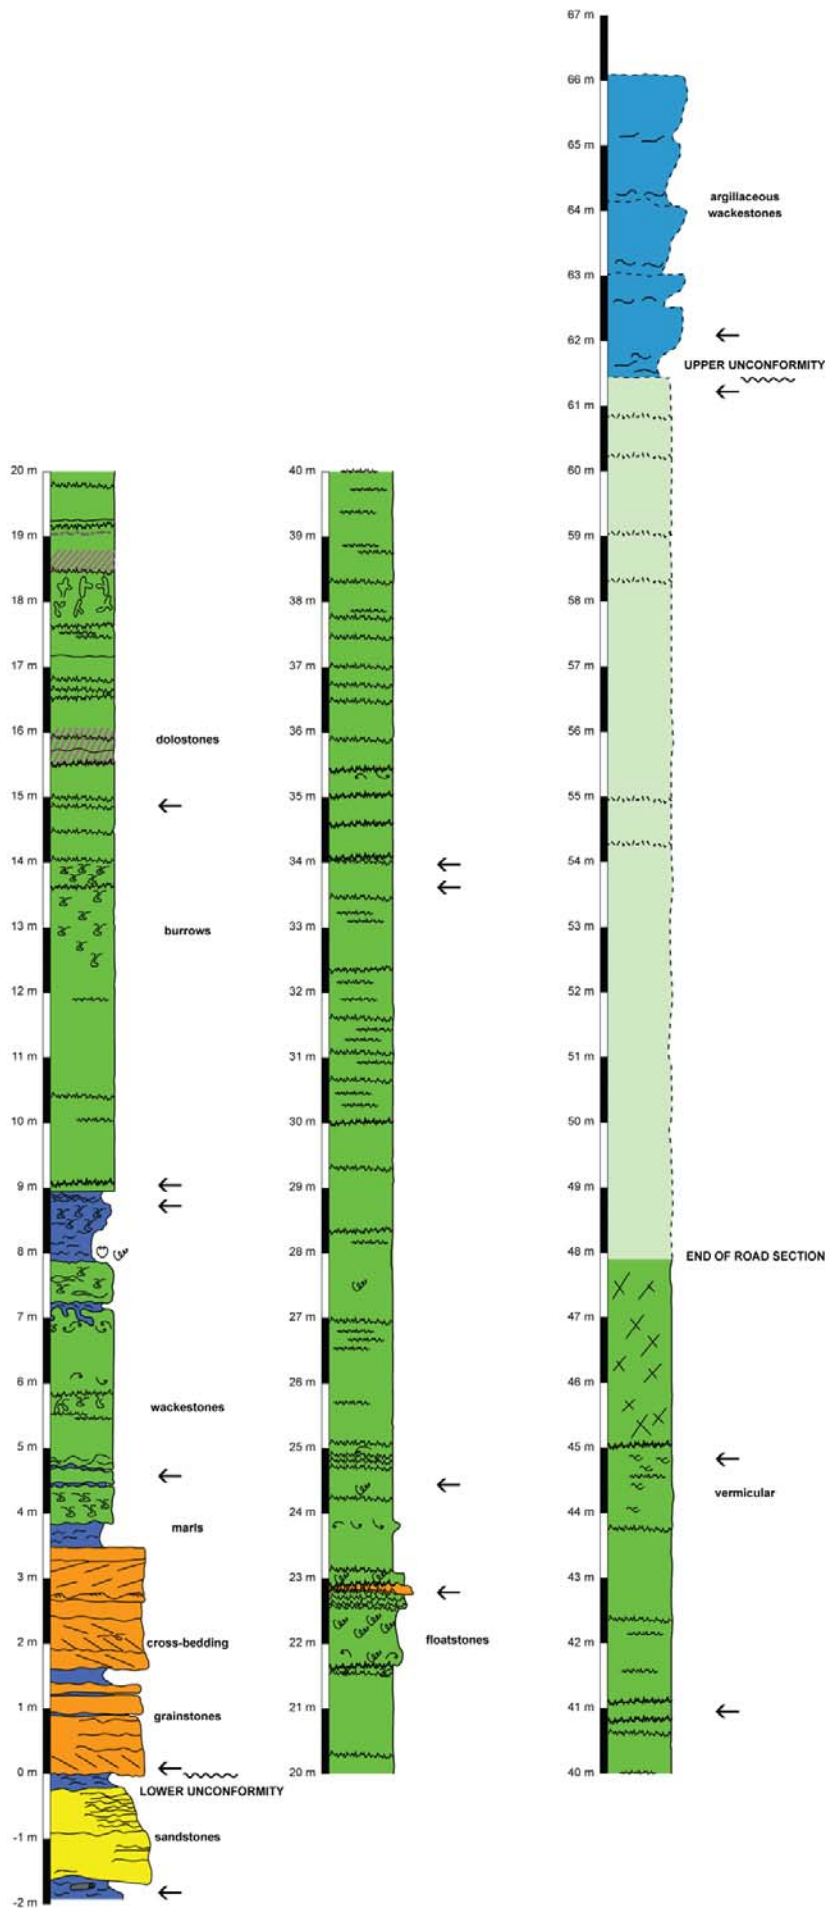 67 m
66 m
65 m
argillaceous
wackestones
64 m
63 m
62 m
UPPER UNCONFORMITY
61 m
20 m
40 m
60 m
19 m
39 m
59 m
18 m
38 m
58 m
17 m
37 m
57 m
16 m
dolostones
36 m
56 m
15 m
35 m
55 m
14 m
34 m
54 m
13 m
burrows
33 m
53 m
12 m
32 m
52 m
11 m
31 m
51 m
10 m
30 m
50 m
9 m
29 m
49 m
8 m
28 m
48 m
END OF ROAD SECTION
7 m
27 m
47 m
6 m
wackestones
26 m
46 m
5 m
25 m
45 m
4 m
marls
24 m
44 m
vermicular
3 m
23 m
43 m
2 m
cross-bedding
22 m
floatstones
42 m
1 m
grainstones
21 m
41 m
0 m
LOWER UNCONFORMITY
20 m
40 m
-1 m
sandstones
-2 m